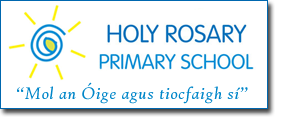 HOLY ROSARY
PRIMARY SCHOOL
“Mol an Óige agus tiocfaigh sí”